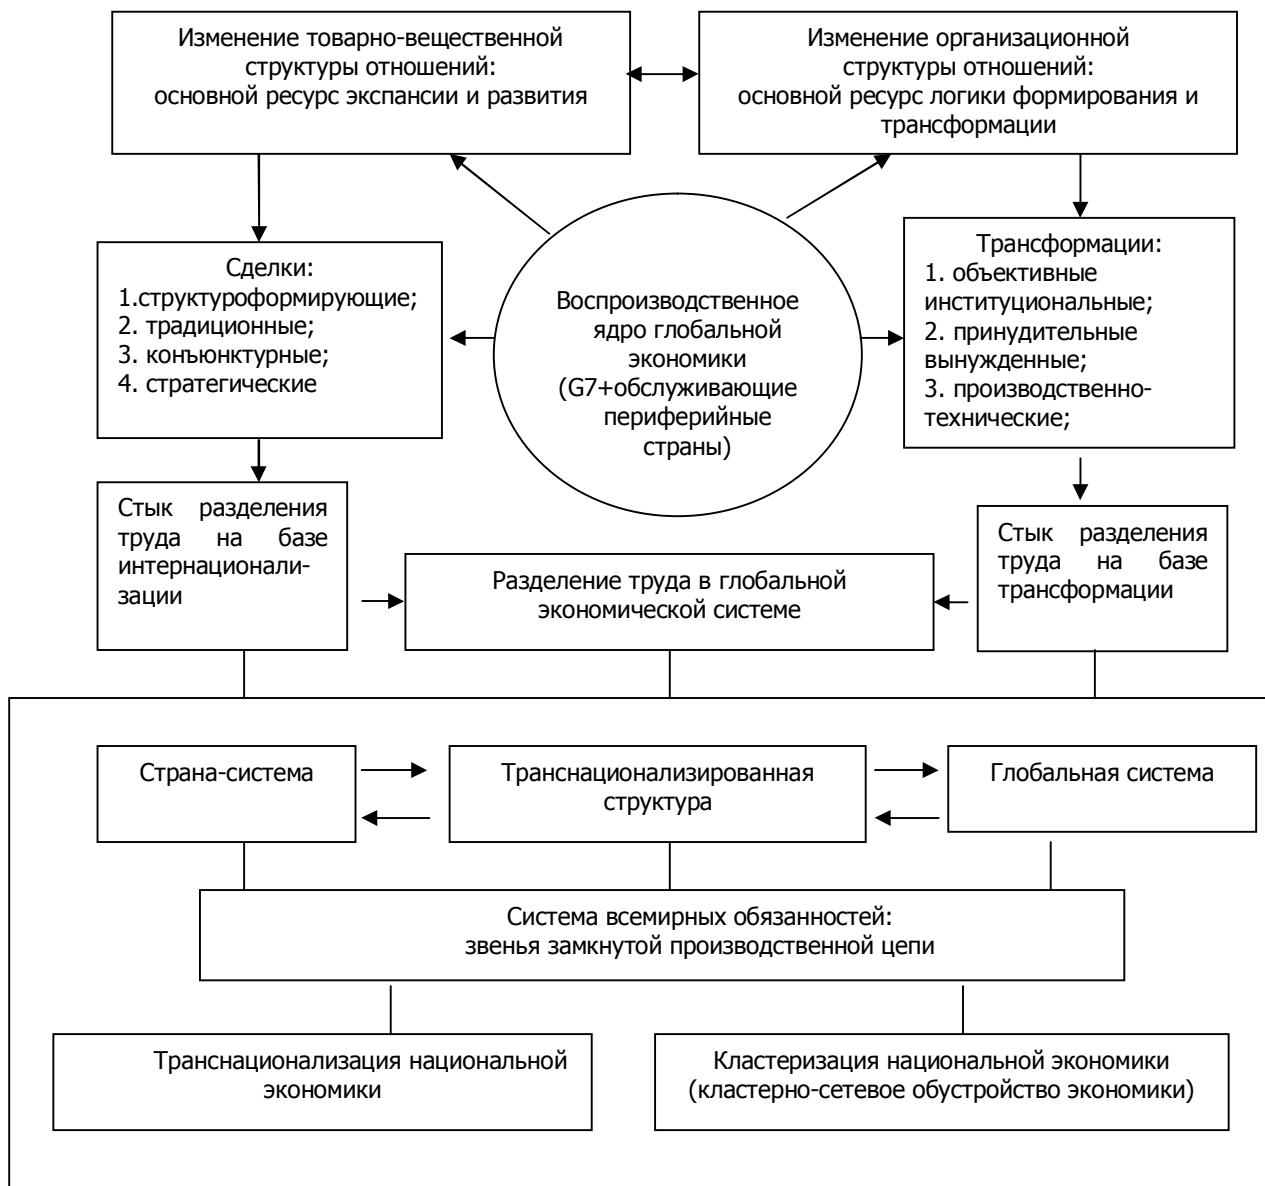 Изменение товарно-вещественной
структуры отношений:
основной ресурс экспансии и развития
Изменение организационной
структуры отношений:
основной ресурс логики формирования и
трансформации
Сделки:
1.структуроформирующие;
2. традиционные;
3. конъюнктурные;
4. стратегические
Воспроизводственное
ядро глобальной
экономики
(G7+обслуживающие
периферийные
страны)
Трансформации:
1. объективные
институциональные;
2. принудительные
вынужденные;
3. производственно-
технические;
Стык разделения
труда на базе
интернационали-
зации
Разделение труда в глобальной
экономической системе
Стык разделения
труда на базе
трансформации
Страна-система
Транснационализированная
структура
Глобальная система
Система всемирных обязанностей:
звенья замкнутой производственной цепи
Транснационализация национальной
экономики
Кластеризация национальной экономики
(кластерно-сетевое обустройство экономики)